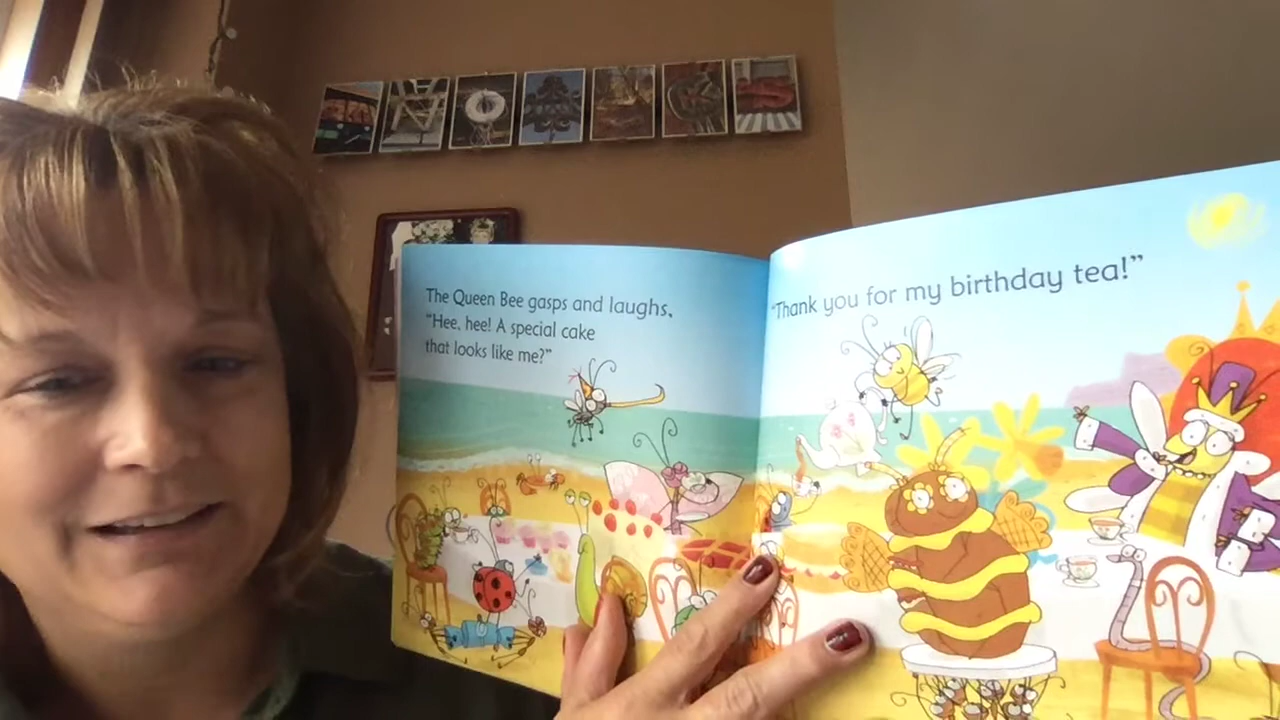 The Queen Bee gasps and laughs,
"Hee, hee! A special cake
that looks like me?"
"Thank you for my birthday tea!"